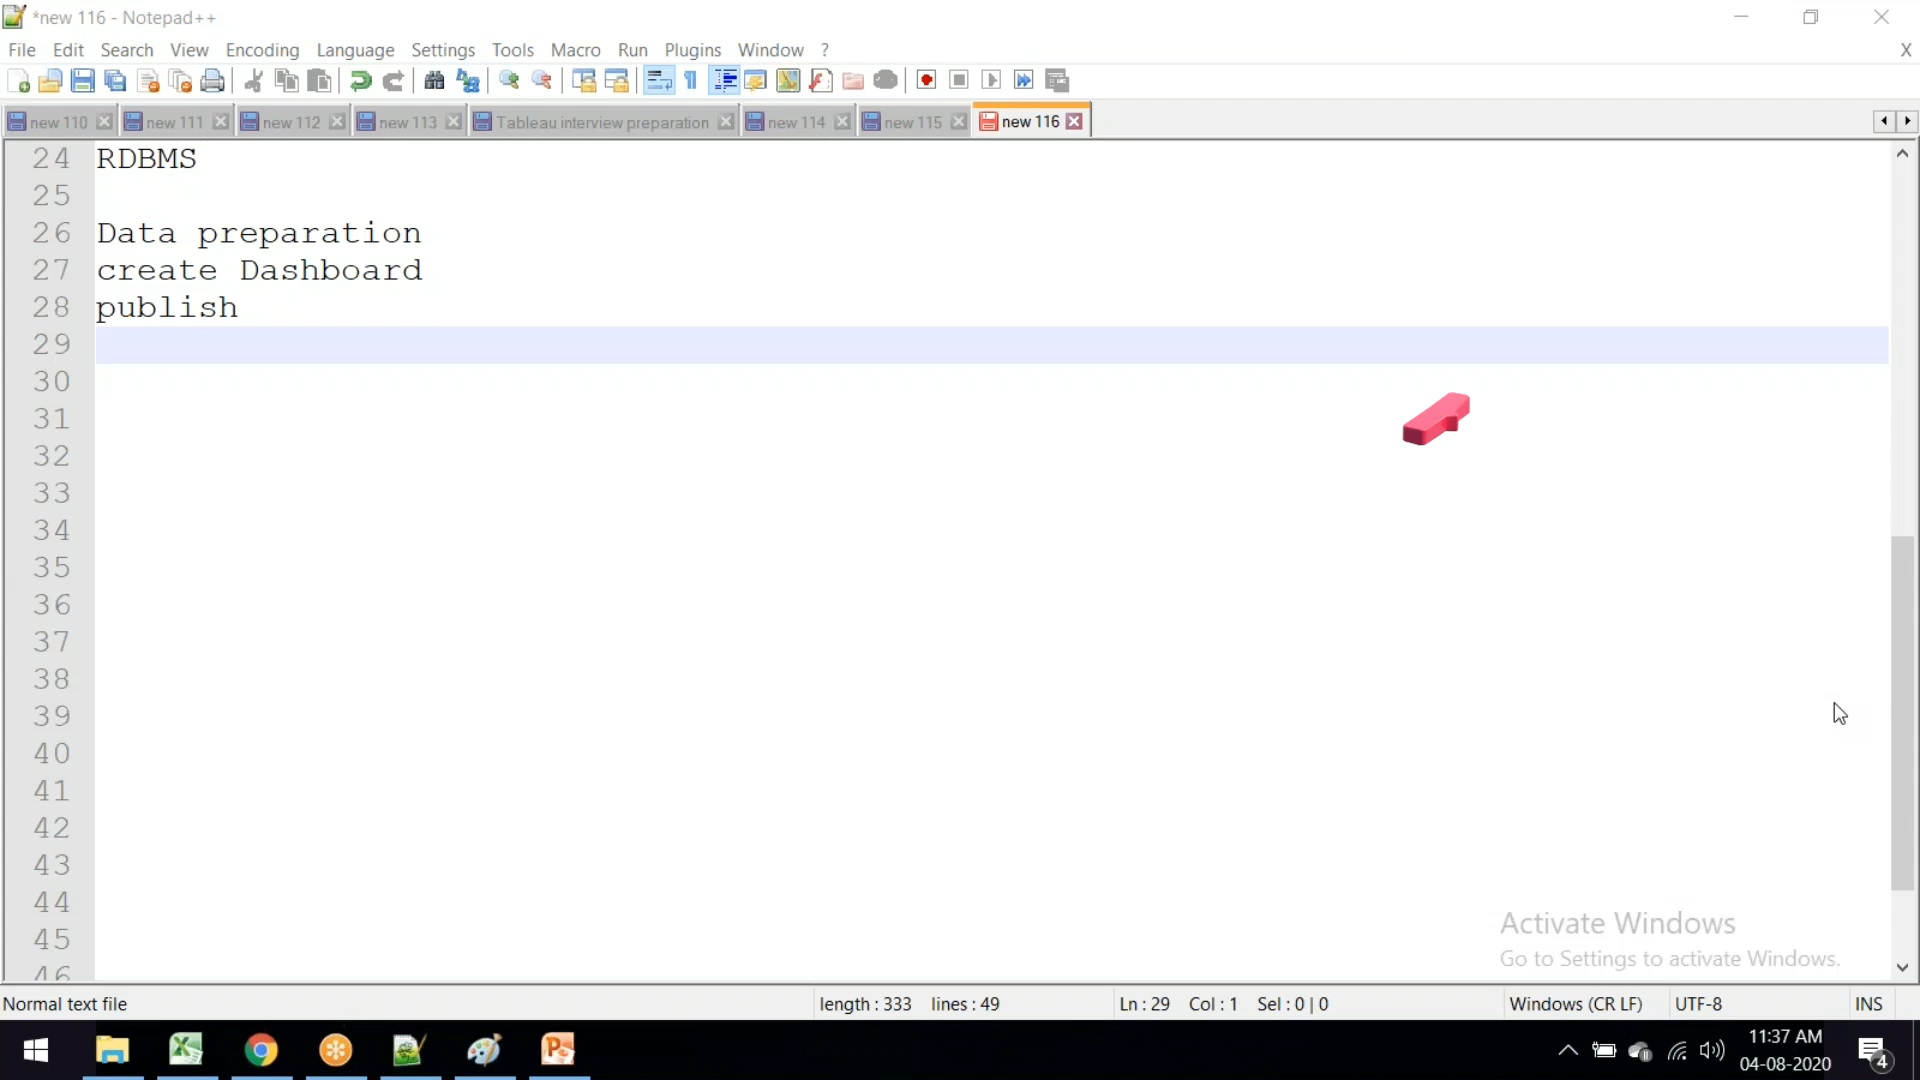 *new 116 - Notepad++
File Edit Search View Encoding Language Settings Tools Macro Run Plugins Window ? X
new 110 new 111 new 112 new 113 Tableau interview preparation new 114 new 115 new 116
24 RDBMS
25
26 Data preparation
27 create Dashboard
28 publish
29
30
31
32
33
34
35
36
37
38
39
40
41
42
43
44
45
46
Activate Windows
Go to Settings to activate Windows.
Normal text file length : 333 lines : 49 Ln : 29 Col : 1 Sel : 0 | 0 Windows (CR LF) UTF-8 INS
11:37 AM
04-08-2020
4